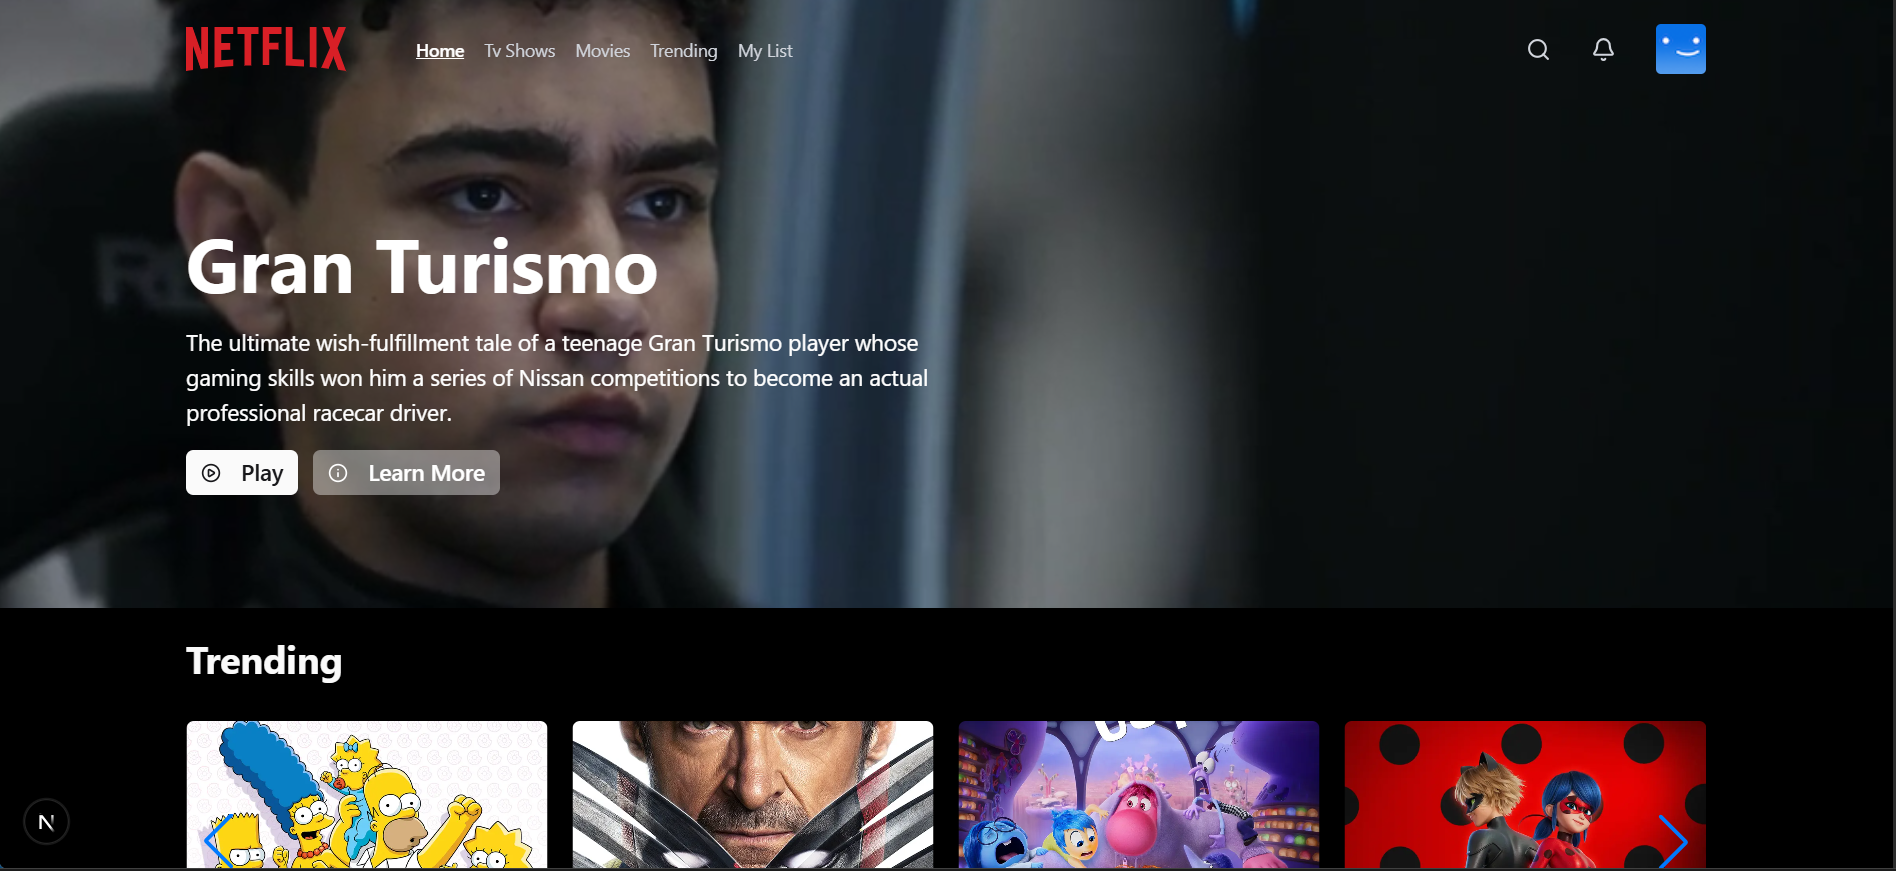 NETFLIX
Home Tv Shows Movies Trending My List
Gran Turismo
The ultimate wish-fulfillment tale of a teenage Gran Turismo player whose
gaming skills won him a series of Nissan competitions to become an actual
professional racecar driver.
Play Learn More
Trending
N